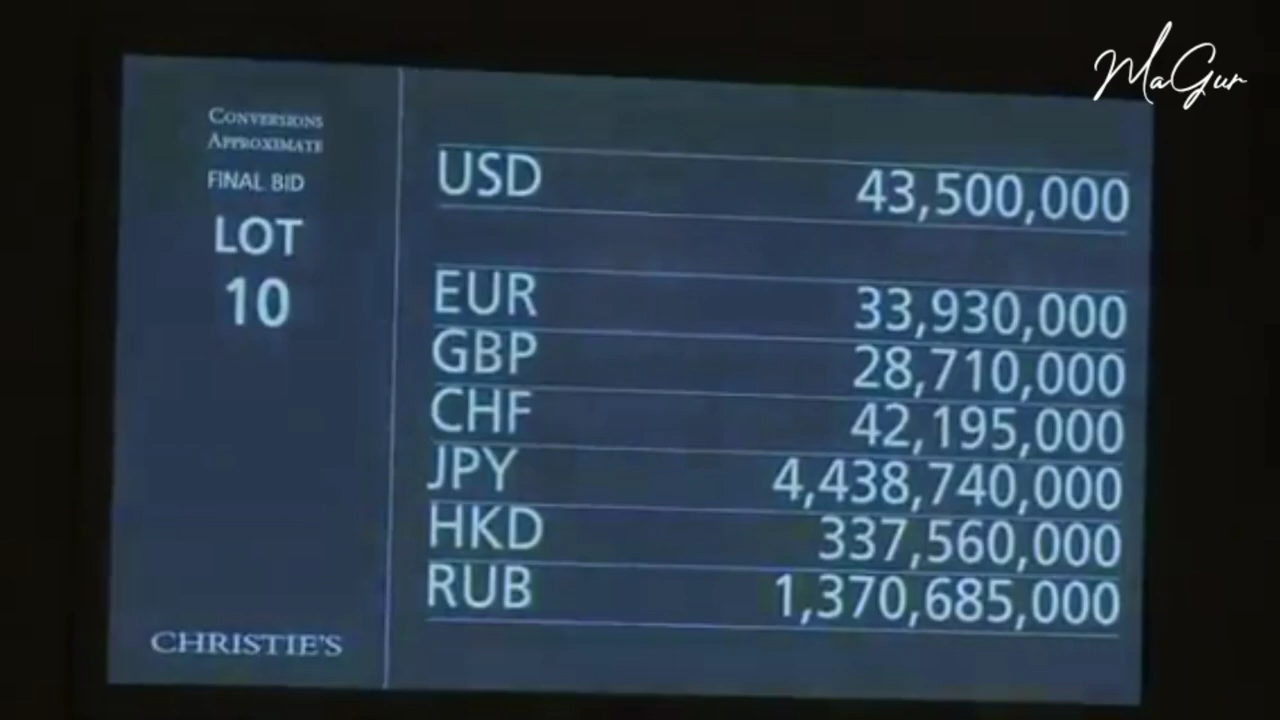 MaGur
CONVERSIONS
APPROXIMATE
FINAL BID
LOT
10
CHRISTIE'S
USD 43,500,000
EUR 33,930,000
GBP 28,710,000
CHF 42,195,000
JPY 4,438,740,000
HKD 337,560,000
RUB 1,370,685,000